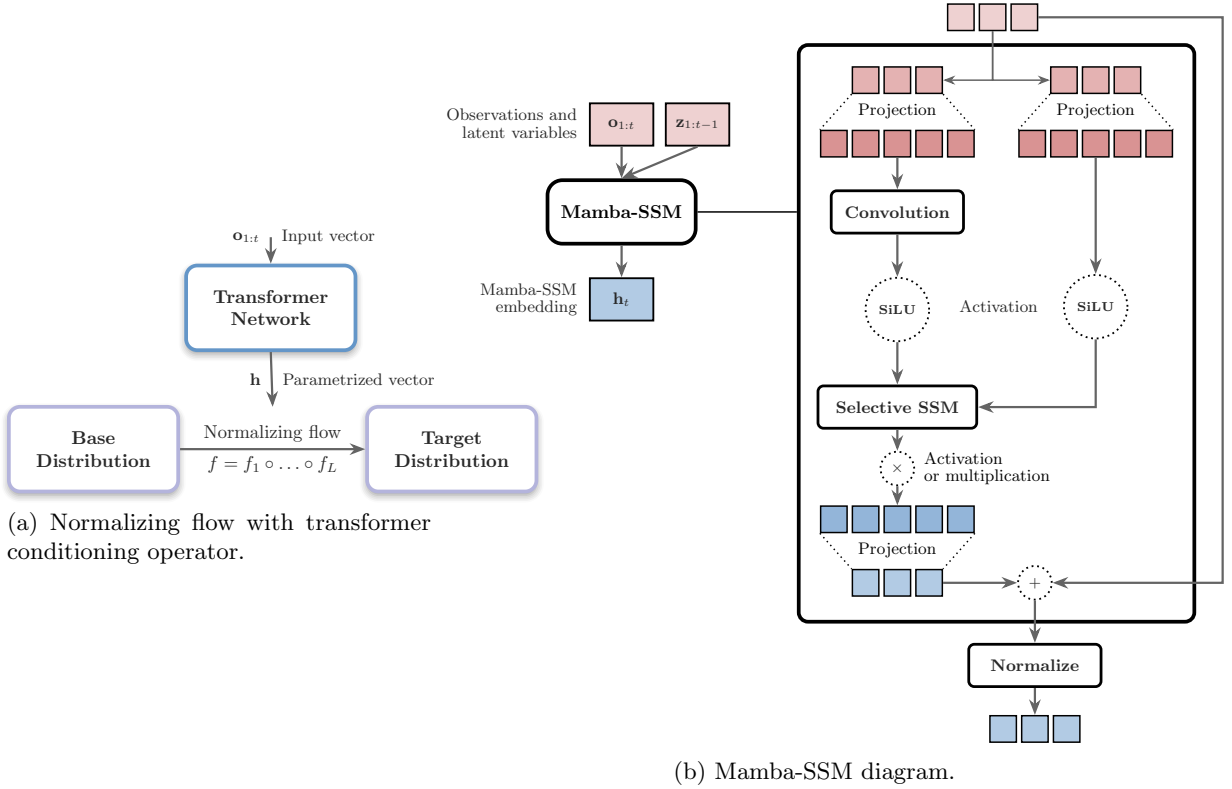 o1:t Input vector
Transformer
Network
h Parametrized vector
Base
Distribution
Normalizing flow
f = f1 ∘ … ∘ fL
Target
Distribution
(a) Normalizing flow with transformer
conditioning operator.
Observations and
latent variables
o1:t
z1:t−1
Mamba-SSM
Mamba-SSM
embedding
ht
Projection
Projection
Convolution
SiLU
Activation
SiLU
Selective SSM
×
Activation
or multiplication
Projection
+
Normalize
(b) Mamba-SSM diagram.